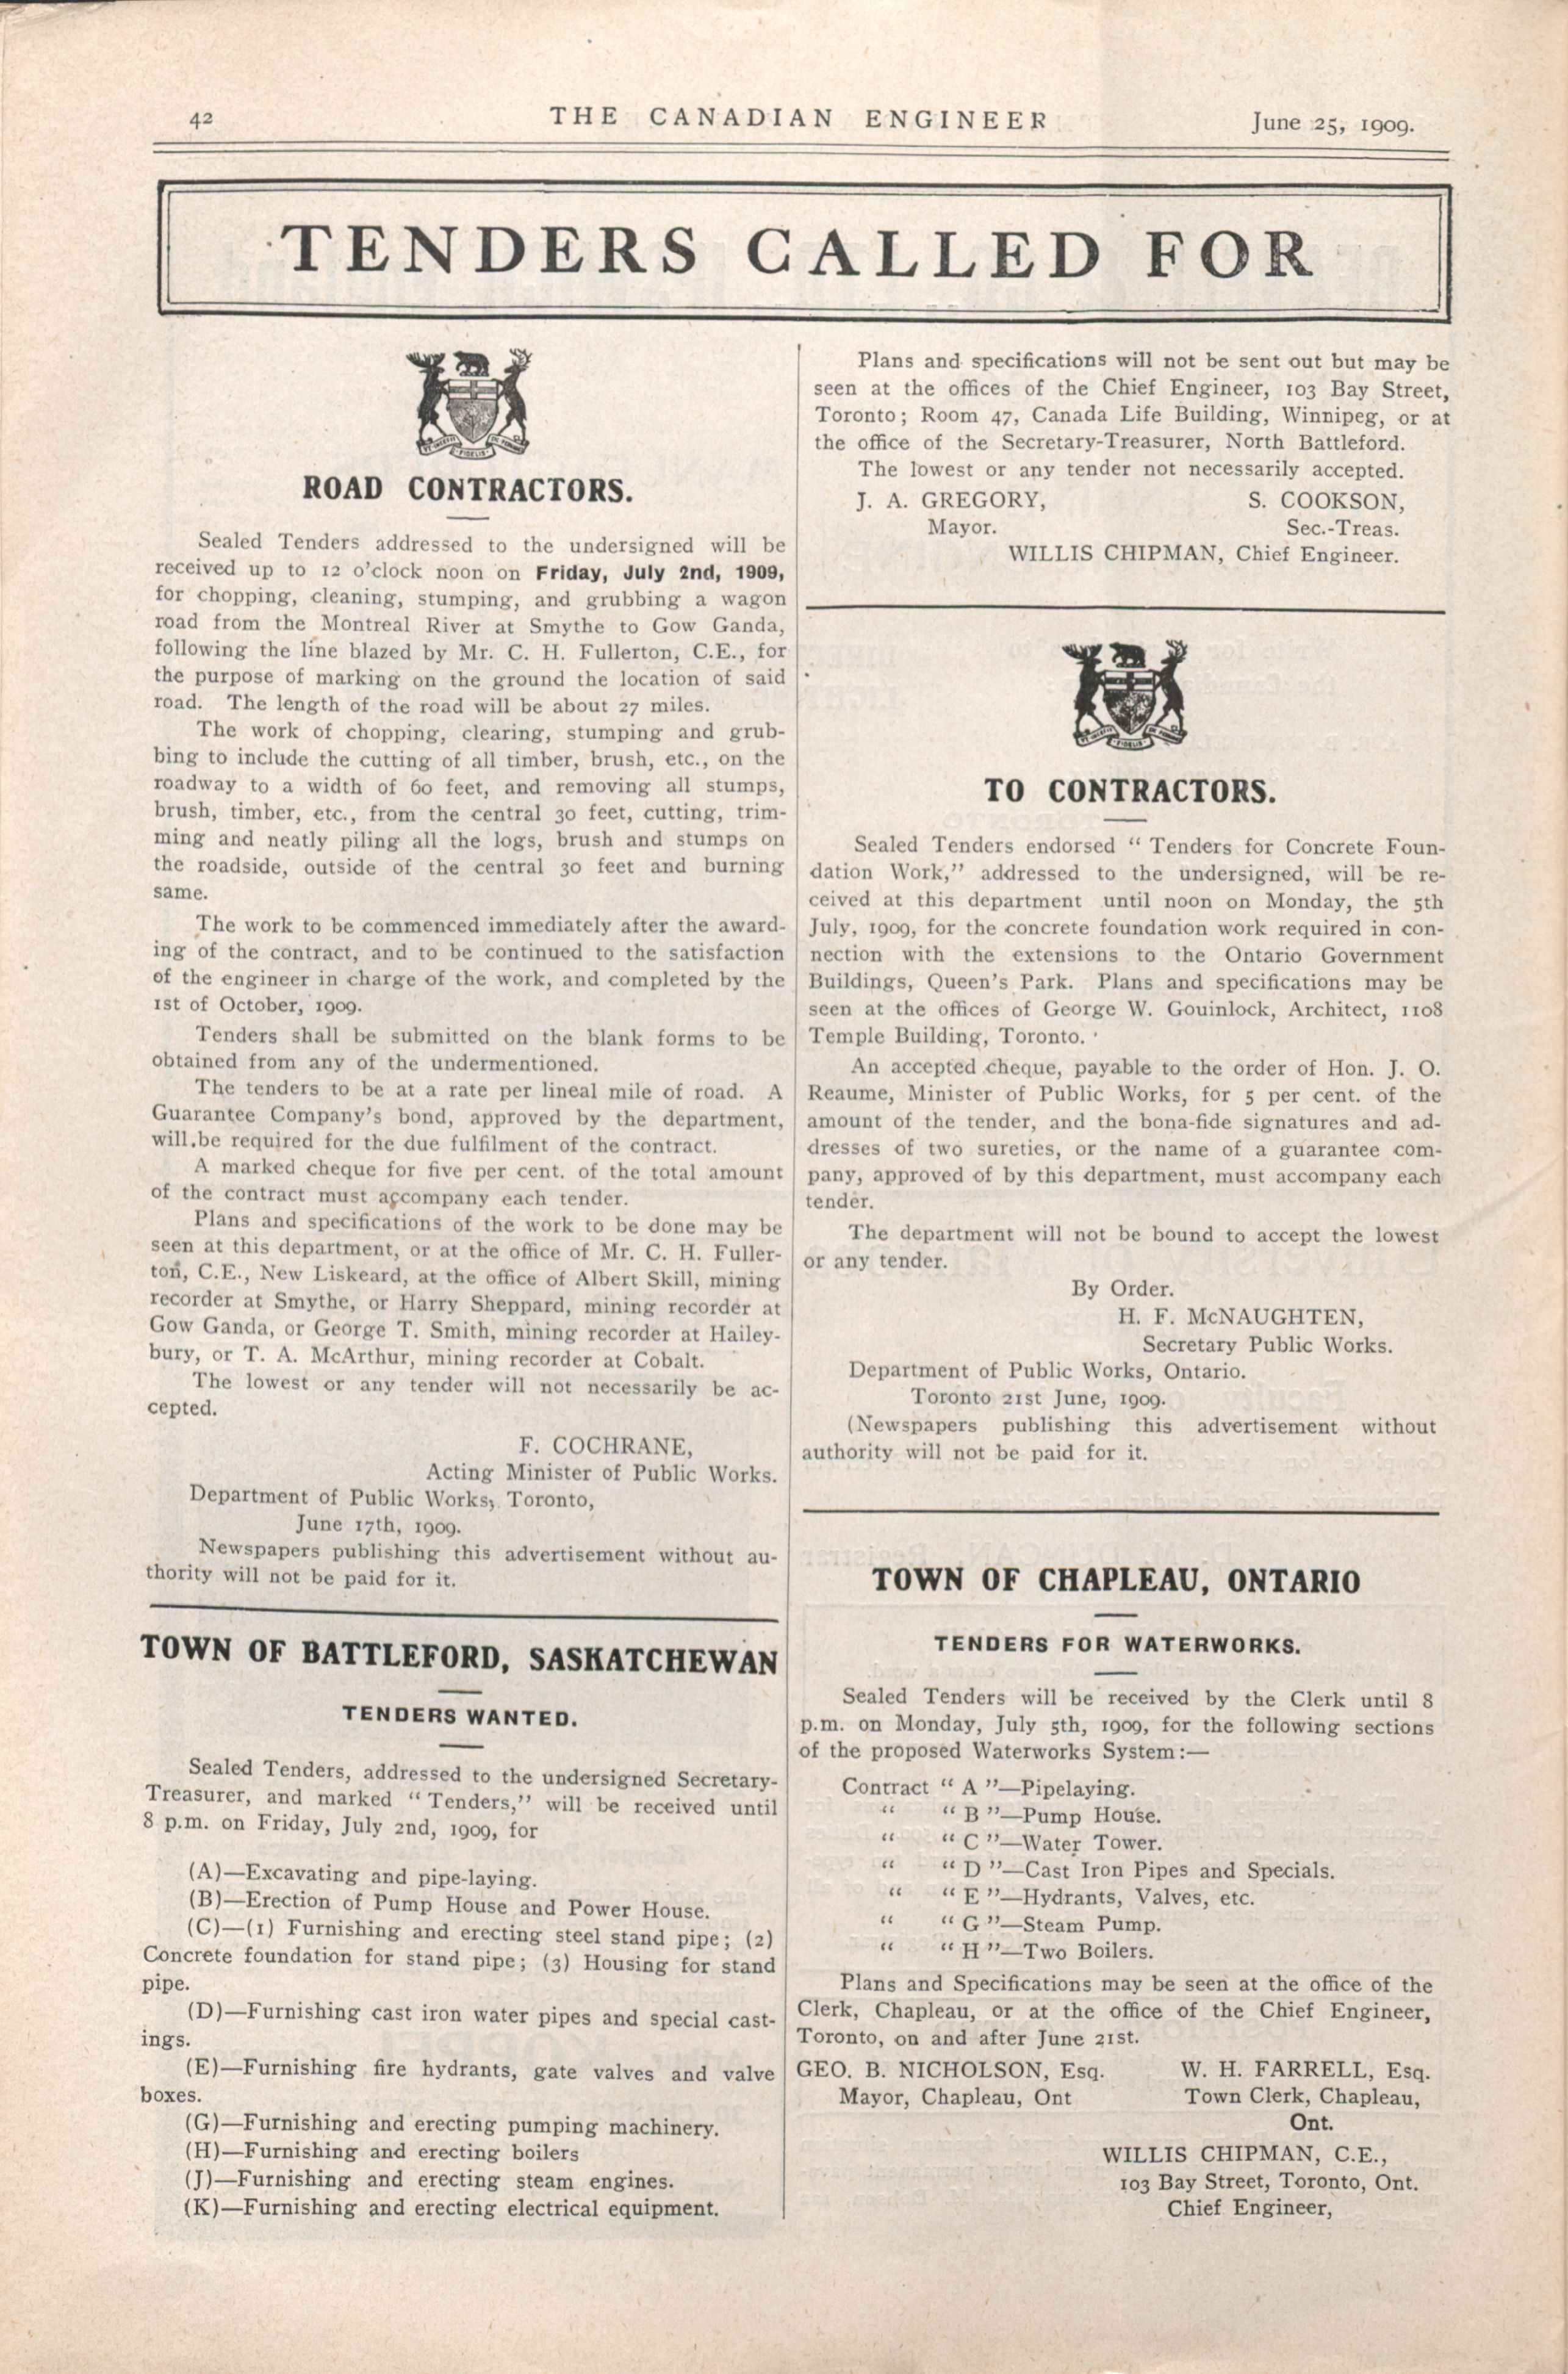 42
THE CANADIAN ENGINEER
June 25, 1909.
TENDERS CALLED FOR
ROAD CONTRACTORS.
Sealed Tenders addressed to the undersigned will be
received up to 12 o'clock noon on Friday, July 2nd, 1909,
for chopping, cleaning, stumping, and grubbing a wagon
road from the Montreal River at Smythe to Gow Ganda,
following the line blazed by Mr. C. H. Fullerton, C.E., for
the purpose of marking on the ground the location of said
road. The length of the road will be about 27 miles.
The work of chopping, clearing, stumping and grub-
bing to include the cutting of all timber, brush, etc., on the
roadway to a width of 60 feet, and removing all stumps,
brush, timber, etc., from the central 30 feet, cutting, trim-
ming and neatly piling all the logs, brush and stumps on
the roadside, outside of the central 30 feet and burning
same.
The work to be commenced immediately after the award-
ing of the contract, and to be continued to the satisfaction
of the engineer in charge of the work, and completed by the
1st of October, 1909.
Tenders shall be submitted on the blank forms to be
obtained from any of the undermentioned.
The tenders to be at a rate per lineal mile of road. A
Guarantee Company's bond, approved by the department,
will be required for the due fulfilment of the contract.
A marked cheque for five per cent. of the total amount
of the contract must accompany each tender.
Plans and specifications of the work to be done may be
seen at this department, or at the office of Mr. C. H. Fuller-
ton, C.E., New Liskeard, at the office of Albert Skill, mining
recorder at Smythe, or Harry Sheppard, mining recorder at
Gow Ganda, or George T. Smith, mining recorder at Hailey-
bury, or T. A. McArthur, mining recorder at Cobalt.
The lowest or any tender will not necessarily be ac-
cepted.
F. COCHRANE,
Acting Minister of Public Works.
Department of Public Works, Toronto,
June 17th, 1909.
Newspapers publishing this advertisement without au-
thority will not be paid for it.
TOWN OF BATTLEFORD, SASKATCHEWAN
TENDERS WANTED.
Sealed Tenders, addressed to the undersigned Secretary-
Treasurer, and marked "Tenders," will be received until
8 p.m. on Friday, July 2nd, 1909, for
(A)—Excavating and pipe-laying.
(B)—Erection of Pump House and Power House.
(C)—(1) Furnishing and erecting steel stand pipe; (2)
Concrete foundation for stand pipe; (3) Housing for stand
pipe.
(D)—Furnishing cast iron water pipes and special cast-
ings.
(E)—Furnishing fire hydrants, gate valves and valve
boxes.
(G)—Furnishing and erecting pumping machinery.
(H)—Furnishing and erecting boilers
(J)—Furnishing and erecting steam engines.
(K)—Furnishing and erecting electrical equipment.
Plans and specifications will not be sent out but may be
seen at the offices of the Chief Engineer, 103 Bay Street,
Toronto; Room 47, Canada Life Building, Winnipeg, or at
the office of the Secretary-Treasurer, North Battleford.
The lowest or any tender not necessarily accepted.
J. A. GREGORY, S. COOKSON,
Mayor. Sec.-Treas.
WILLIS CHIPMAN, Chief Engineer.
TO CONTRACTORS.
Sealed Tenders endorsed "Tenders for Concrete Foun-
dation Work," addressed to the undersigned, will be re-
ceived at this department until noon on Monday, the 5th
July, 1909, for the concrete foundation work required in con-
nection with the extensions to the Ontario Government
Buildings, Queen's Park. Plans and specifications may be
seen at the offices of George W. Gouinlock, Architect, 1108
Temple Building, Toronto.
An accepted cheque, payable to the order of Hon. J. O.
Reaume, Minister of Public Works, for 5 per cent. of the
amount of the tender, and the bona-fide signatures and ad-
dresses of two sureties, or the name of a guarantee com-
pany, approved of by this department, must accompany each
tender.
The department will not be bound to accept the lowest
or any tender.
By Order.
H. F. McNAUGHTEN,
Secretary Public Works.
Department of Public Works, Ontario.
Toronto 21st June, 1909.
(Newspapers publishing this advertisement without
authority will not be paid for it.
TOWN OF CHAPLEAU, ONTARIO
TENDERS FOR WATERWORKS.
Sealed Tenders will be received by the Clerk until 8
p.m. on Monday, July 5th, 1909, for the following sections
of the proposed Waterworks System:—
Contract "A"—Pipelaying.
" "B"—Pump House.
" "C"—Water Tower.
" "D"—Cast Iron Pipes and Specials.
" "E"—Hydrants, Valves, etc.
" "G"—Steam Pump.
" "H"—Two Boilers.
Plans and Specifications may be seen at the office of the
Clerk, Chapleau, or at the office of the Chief Engineer,
Toronto, on and after June 21st.
GEO. B. NICHOLSON, Esq. W. H. FARRELL, Esq.
Mayor, Chapleau, Ont Town Clerk, Chapleau,
Ont.
WILLIS CHIPMAN, C.E.,
103 Bay Street, Toronto, Ont.
Chief Engineer,